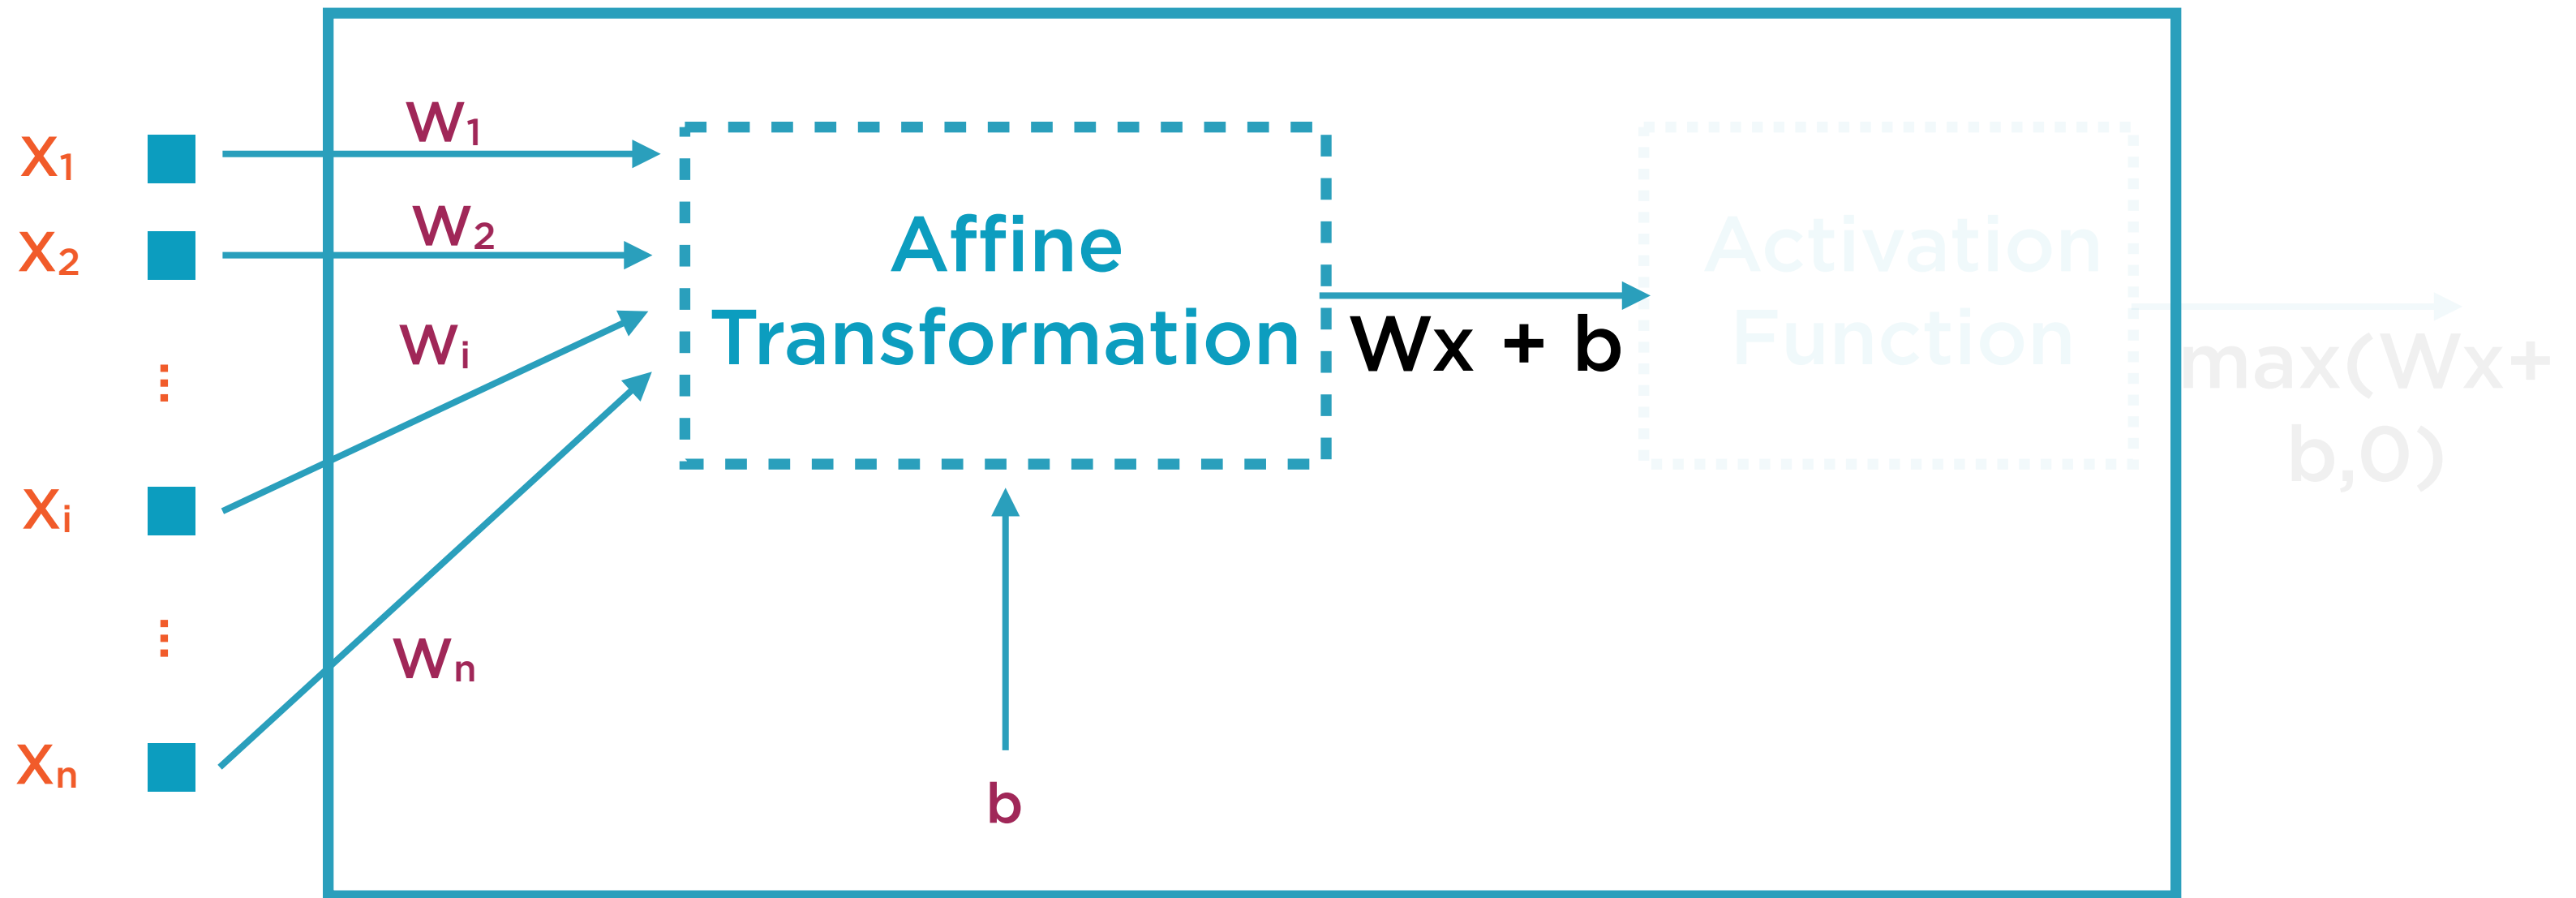 X₁
W₁
X₂
W₂
Wᵢ
Xᵢ
Wₙ
Xₙ
Affine
Transformation
b
Wx + b
Activation
Function
max(Wx+
b,0)